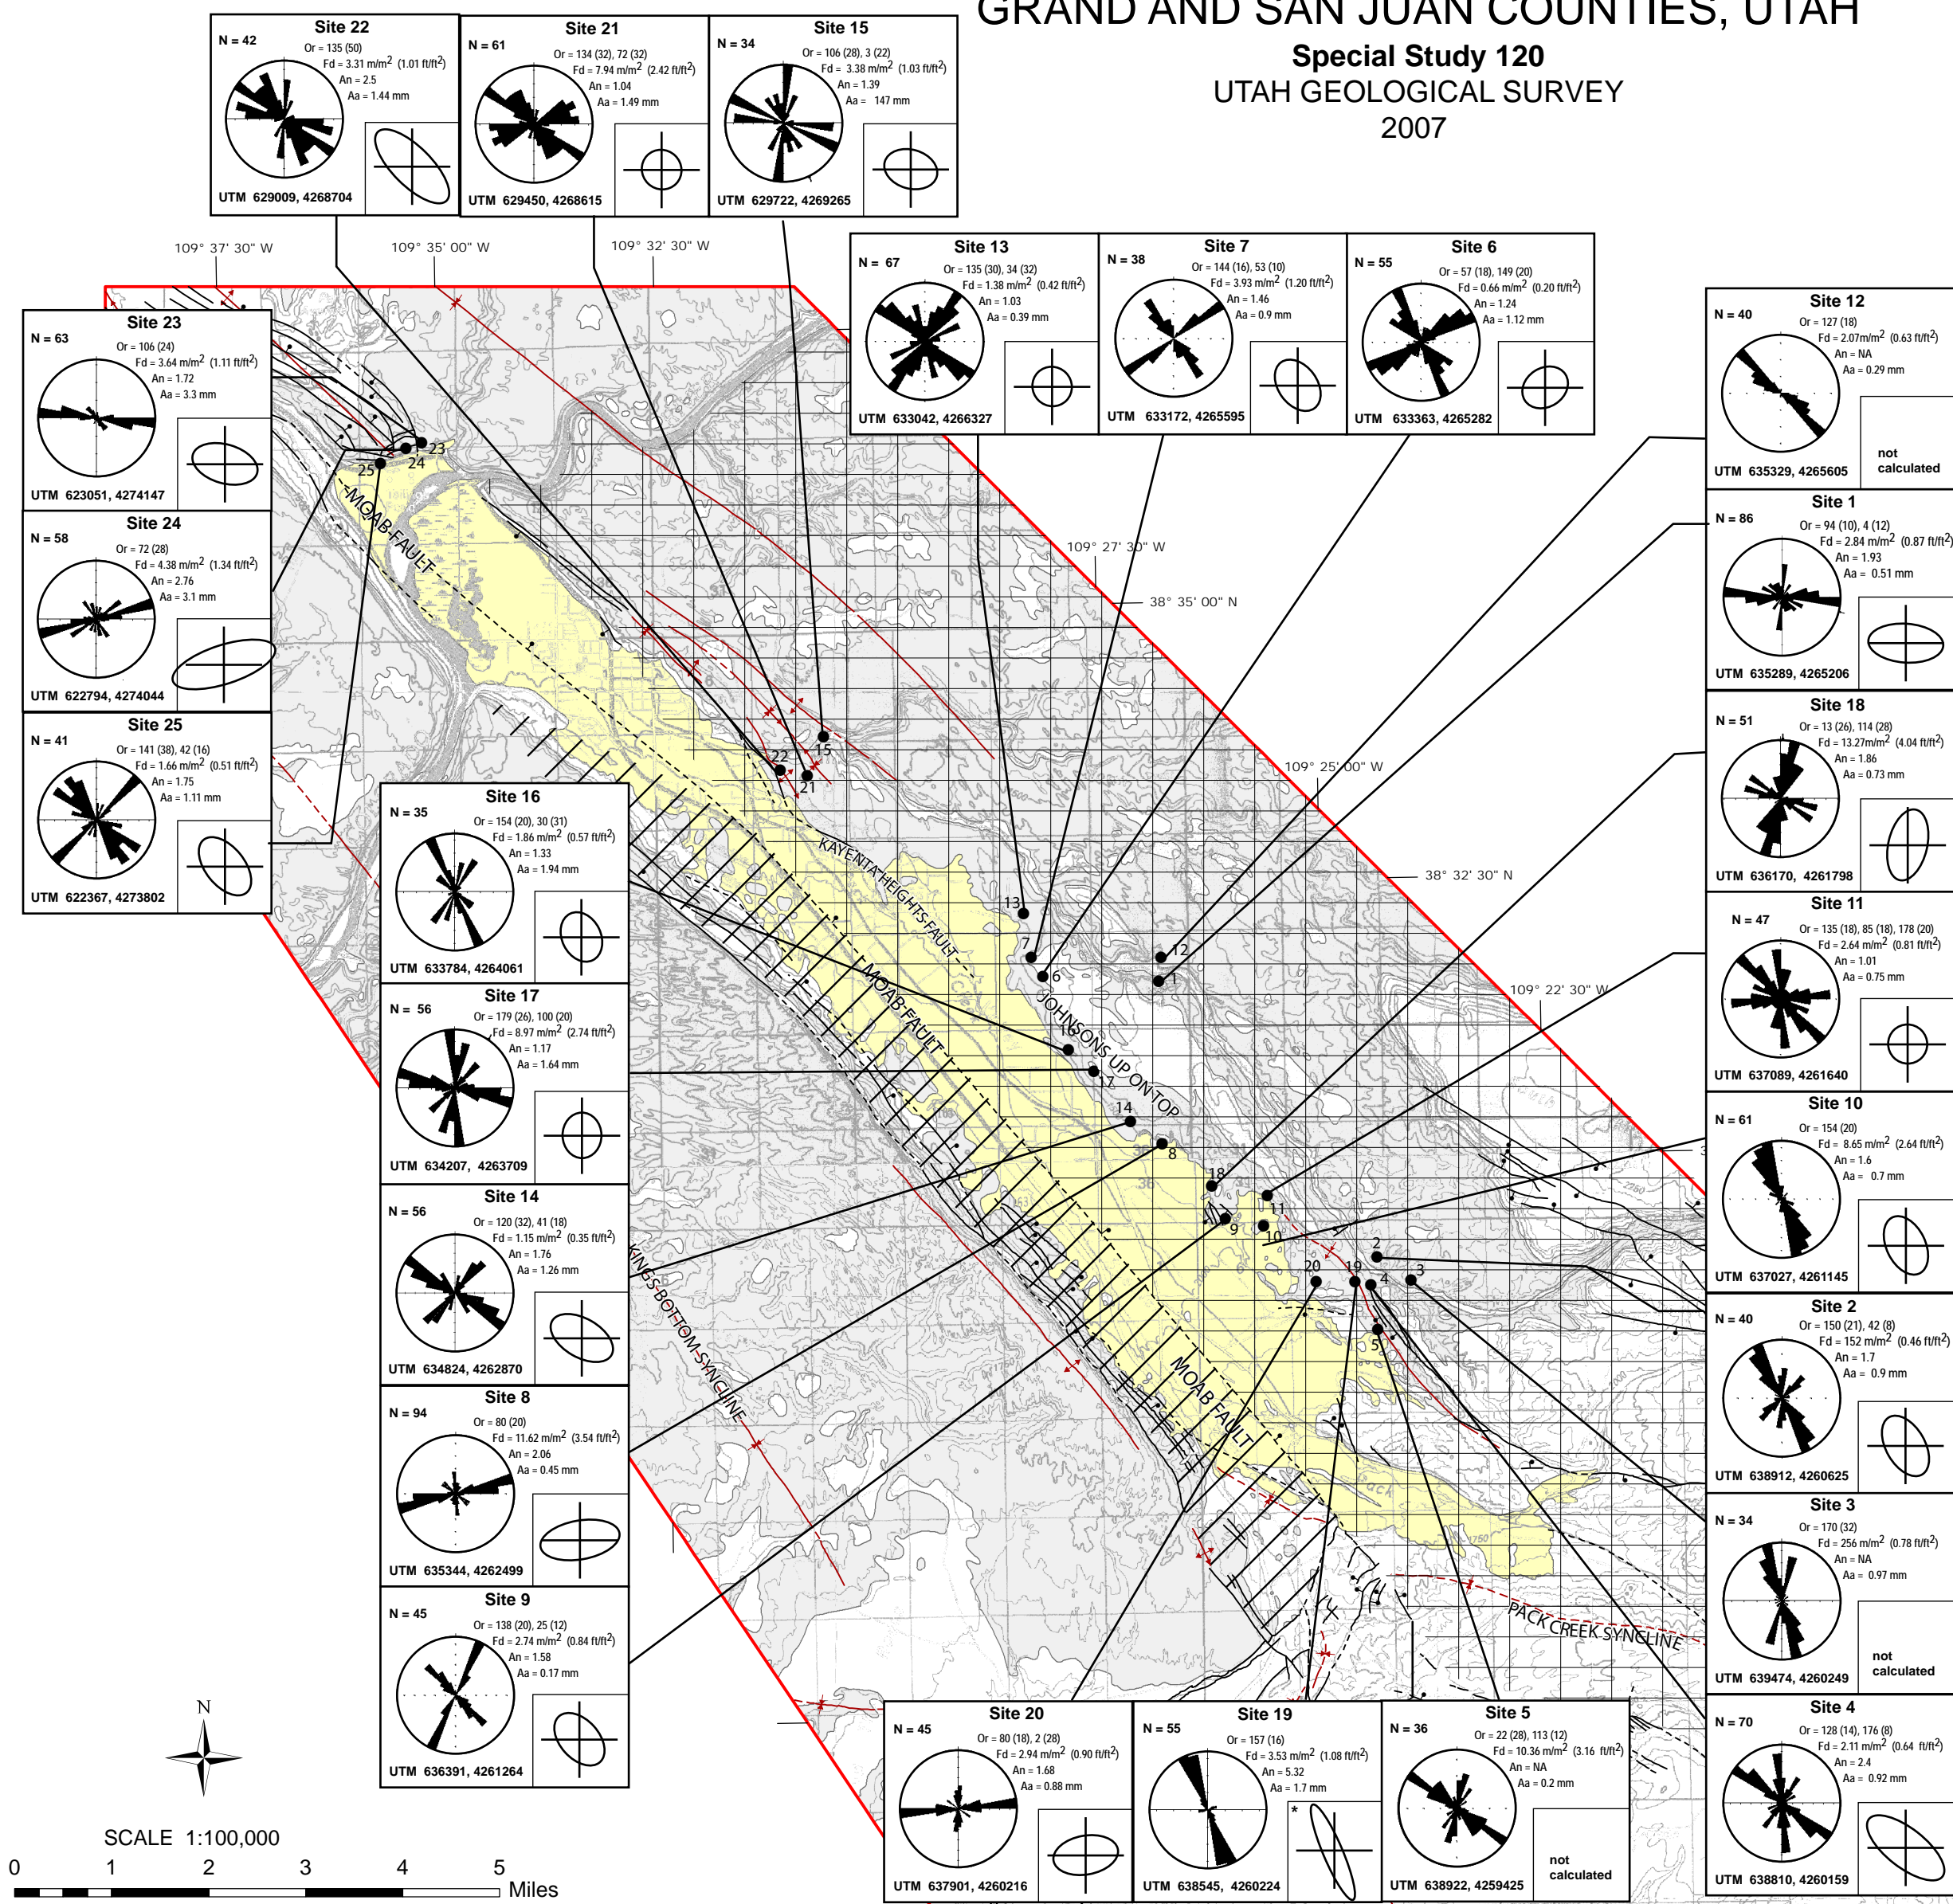 GRAND AND SAN JUAN COUNTIES, UTAH
Special Study 120
UTAH GEOLOGICAL SURVEY
2007
Site 22
N = 42
Or = 135 (50)
Fd = 3.31 m/m² (1.01 ft/ft²)
An = 2.5
Aa = 1.44 mm
UTM 629009, 4268704
Site 21
N = 61
Or = 134 (32), 72 (32)
Fd = 7.94 m/m² (2.42 ft/ft²)
An = 1.04
Aa = 1.49 mm
UTM 629450, 4268615
Site 15
N = 34
Or = 106 (28), 3 (22)
Fd = 3.38 m/m² (1.03 ft/ft²)
An = 1.39
Aa = 147 mm
UTM 629722, 4269265
109° 37' 30" W
109° 35' 00" W
109° 32' 30" W
Site 13
N = 67
Or = 135 (30), 34 (32)
Fd = 1.38 m/m² (0.42 ft/ft²)
An = 1.03
Aa = 0.39 mm
UTM 633042, 4266327
Site 7
N = 38
Or = 144 (16), 53 (10)
Fd = 3.93 m/m² (1.20 ft/ft²)
An = 1.46
Aa = 0.9 mm
UTM 633172, 4265595
Site 6
N = 55
Or = 57 (18), 149 (20)
Fd = 0.66 m/m² (0.20 ft/ft²)
An = 1.24
Aa = 1.12 mm
UTM 633363, 4265282
Site 12
N = 40
Or = 127 (18)
Fd = 2.07m/m² (0.63 ft/ft²)
An = NA
Aa = 0.29 mm
not
calculated
UTM 635329, 4265605
Site 23
N = 63
Or = 106 (24)
Fd = 3.64 m/m² (1.11 ft/ft²)
An = 1.72
Aa = 3.3 mm
UTM 623051, 4274147
Site 24
N = 58
Or = 72 (28)
Fd = 4.38 m/m² (1.34 ft/ft²)
An = 2.76
Aa = 3.1 mm
UTM 622794, 4274044
Site 25
N = 41
Or = 141 (38), 42 (16)
Fd = 1.66 m/m² (0.51 ft/ft²)
An = 1.75
Aa = 1.11 mm
UTM 622367, 4273802
Site 1
N = 86
Or = 94 (10), 4 (12)
Fd = 2.84 m/m² (0.87 ft/ft²)
An = 1.93
Aa = 0.51 mm
UTM 635289, 4265206
Site 18
N = 51
Or = 13 (26), 114 (28)
Fd = 13.27m/m² (4.04 ft/ft²)
An = 1.86
Aa = 0.73 mm
UTM 636170, 4261798
Site 11
N = 47
Or = 135 (18), 85 (18), 178 (20)
Fd = 2.64 m/m² (0.81 ft/ft²)
An = 1.01
Aa = 0.75 mm
UTM 637089, 4261640
Site 10
N = 61
Or = 154 (20)
Fd = 8.65 m/m² (2.64 ft/ft²)
An = 1.6
Aa = 0.7 mm
UTM 637027, 4261145
Site 2
N = 40
Or = 150 (21), 42 (8)
Fd = 152 m/m² (0.46 ft/ft²)
An = 1.7
Aa = 0.9 mm
UTM 638912, 4260625
Site 3
N = 34
Or = 170 (32)
Fd = 256 m/m² (0.78 ft/ft²)
An = NA
Aa = 0.97 mm
not
calculated
UTM 639474, 4260249
Site 4
N = 70
Or = 128 (14), 176 (8)
Fd = 2.11 m/m² (0.64 ft/ft²)
An = 2.4
Aa = 0.92 mm
UTM 638810, 4260159
Site 16
N = 35
Or = 154 (20), 30 (31)
Fd = 1.86 m/m² (0.57 ft/ft²)
An = 1.33
Aa = 1.94 mm
UTM 633784, 4264061
Site 17
N = 56
Or = 179 (26), 100 (20)
Fd = 8.97 m/m² (2.74 ft/ft²)
An = 1.17
Aa = 1.64 mm
UTM 634207, 4263709
Site 14
N = 56
Or = 120 (32), 41 (18)
Fd = 1.15 m/m² (0.35 ft/ft²)
An = 1.76
Aa = 1.26 mm
UTM 634824, 4262870
Site 8
N = 94
Or = 80 (20)
Fd = 11.62 m/m² (3.54 ft/ft²)
An = 2.06
Aa = 0.45 mm
UTM 635344, 4262499
Site 9
N = 45
Or = 138 (20), 25 (12)
Fd = 2.74 m/m² (0.84 ft/ft²)
An = 1.58
Aa = 0.17 mm
UTM 636391, 4261264
Site 20
N = 45
Or = 80 (18), 2 (28)
Fd = 2.94 m/m² (0.90 ft/ft²)
An = 1.68
Aa = 0.88 mm
UTM 637901, 4260216
Site 19
N = 55
Or = 157 (16)
Fd = 3.53 m/m² (1.08 ft/ft²)
An = 5.32
Aa = 1.7 mm
*
UTM 638545, 4260224
Site 5
N = 36
Or = 22 (28), 113 (12)
Fd = 10.36 m/m² (3.16 ft/ft²)
An = NA
Aa = 0.2 mm
not
calculated
UTM 638922, 4259425
23
24
25
MOAB FAULT
109° 27' 30" W
38° 35' 00" N
15
22
21
109° 25' 00" W
KAYENTA HEIGHTS FAULT
38° 32' 30" N
13
7
12
6
1
MOAB FAULT
JOHNSONS UP ON TOP
109° 22' 30" W
14
8
18
11
9
10
2
20
19
4
3
5
KINGS BOTTOM SYNCLINE
MOAB FAULT
PACK CREEK SYNCLINE
N
SCALE 1:100,000
0 1 2 3 4 5
Miles